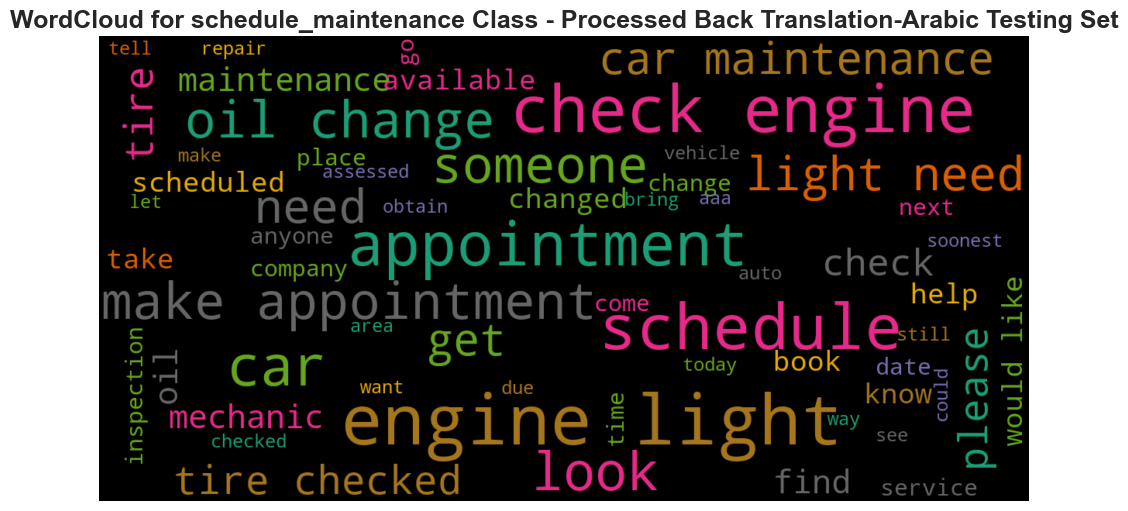 WordCloud for schedule_maintenance Class - Processed Back Translation-Arabic Testing Set
tell
repair
go
car maintenance
tire
maintenance
available
check engine
oil change
make
place
someone
vehicle
scheduled
assessed
light need
let
need
obtain
changed
change
bring
aaa
next
anyone
appointment
soonest
take
company
auto
check
make appointment
come
schedule
help
area
get
still
inspection
oil
car
today
book
date
please
would like
want
due
know
could
mechanic
engine light
time
way
checked
see
tire checked
look
find
service